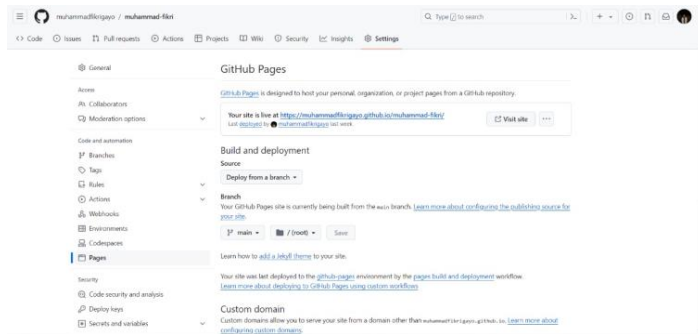 muhammadfikrigayo / muhammad-fikri
Type / to search
Code Issues Pull requests Actions Projects Wiki Security Insights Settings
General
Access
Collaborators
Moderation options
Code and automation
Branches
Tags
Rules
Actions
Webhooks
Environments
Codespaces
Pages
Security
Code security and analysis
Deploy keys
Secrets and variables
GitHub Pages
GitHub Pages is designed to host your personal, organization, or project pages from a GitHub repository.
Your site is live at https://muhammadfikrigayo.github.io/muhammad-fikri/
Last deployed by muhammadfikrigayo last week
Visit site
Build and deployment
Source
Deploy from a branch
Branch
Your GitHub Pages site is currently being built from the main branch. Learn more about configuring the publishing source for
your site.
main / (root) Save
Learn how to add a Jekyll theme to your site.
Your site was last deployed to the github-pages environment by the pages build and deployment workflow.
Learn more about deploying to GitHub Pages using custom workflows
Custom domain
Custom domains allow you to serve your site from a domain other than muhammadfikrigayo.github.io. Learn more about
configuring custom domains.